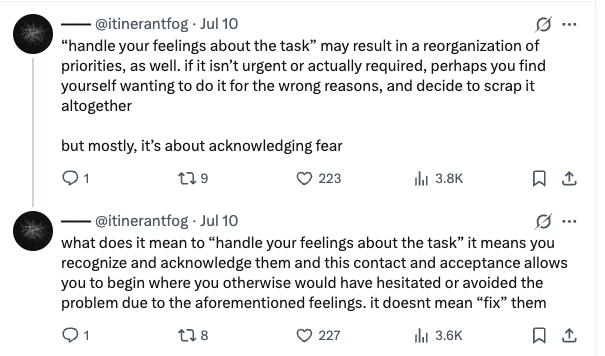 —— @itinerantfog · Jul 10
“handle your feelings about the task” may result in a reorganization of
priorities, as well. if it isn’t urgent or actually required, perhaps you find
yourself wanting to do it for the wrong reasons, and decide to scrap it
altogether
but mostly, it’s about acknowledging fear
1 9 223 3.8K
—— @itinerantfog · Jul 10
what does it mean to “handle your feelings about the task” it means you
recognize and acknowledge them and this contact and acceptance allows
you to begin where you otherwise would have hesitated or avoided the
problem due to the aforementioned feelings. it doesnt mean “fix” them
1 8 227 3.6K